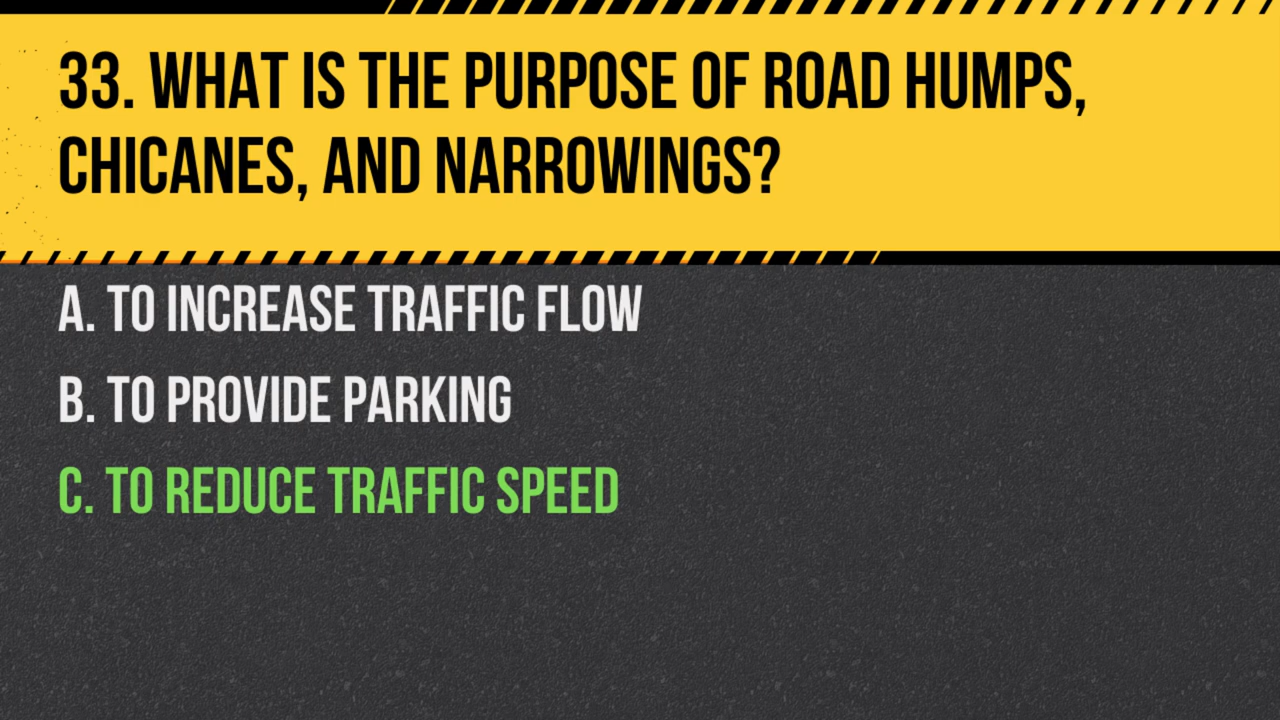 33. WHAT IS THE PURPOSE OF ROAD HUMPS,
CHICANES, AND NARROWINGS?
A. TO INCREASE TRAFFIC FLOW
B. TO PROVIDE PARKING
C. TO REDUCE TRAFFIC SPEED